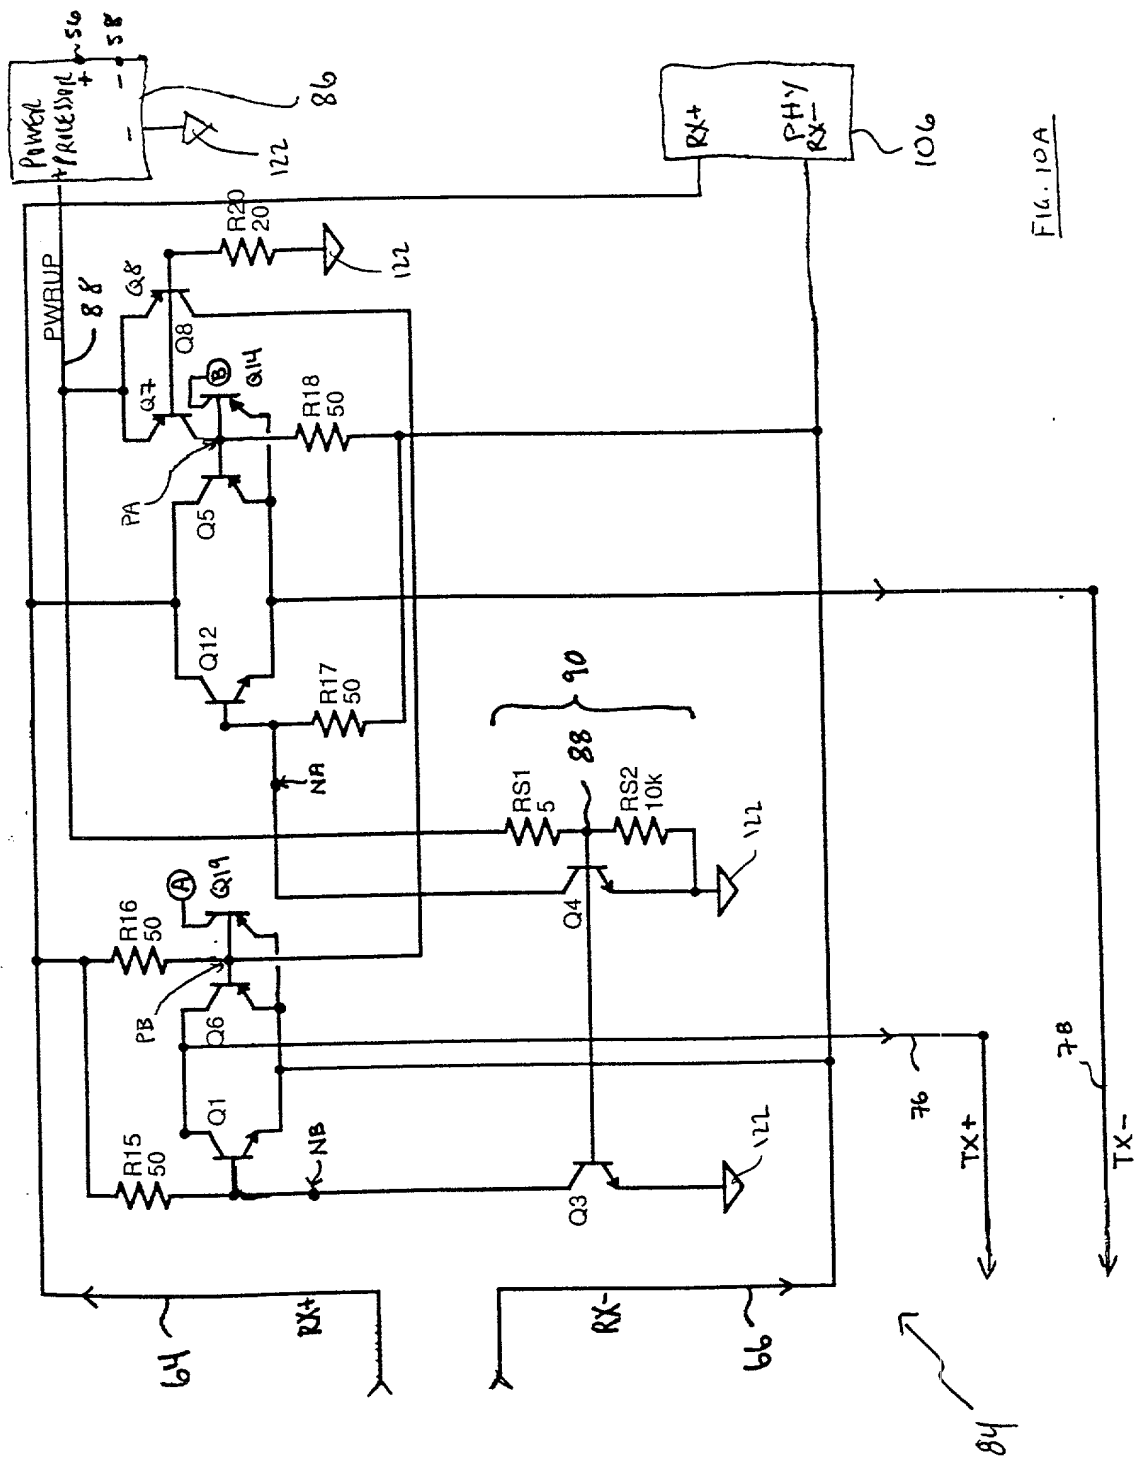 POWER
PROCESSOR
+
+
-
-
56
58
86
122
PWRUP
88
Q8
Q8
R20
20
122
Q7
B
Q14
PA
Q5
R18
50
RX+
PHY
RX-
106
FIG. 10A
Q12
R17
50
NA
90
88
RS1
5
RS2
10k
Q4
122
R16
50
A
Q19
PB
Q6
Q1
R15
50
NB
Q3
122
76
TX+
78
TX-
64
RX+
RX-
66
84